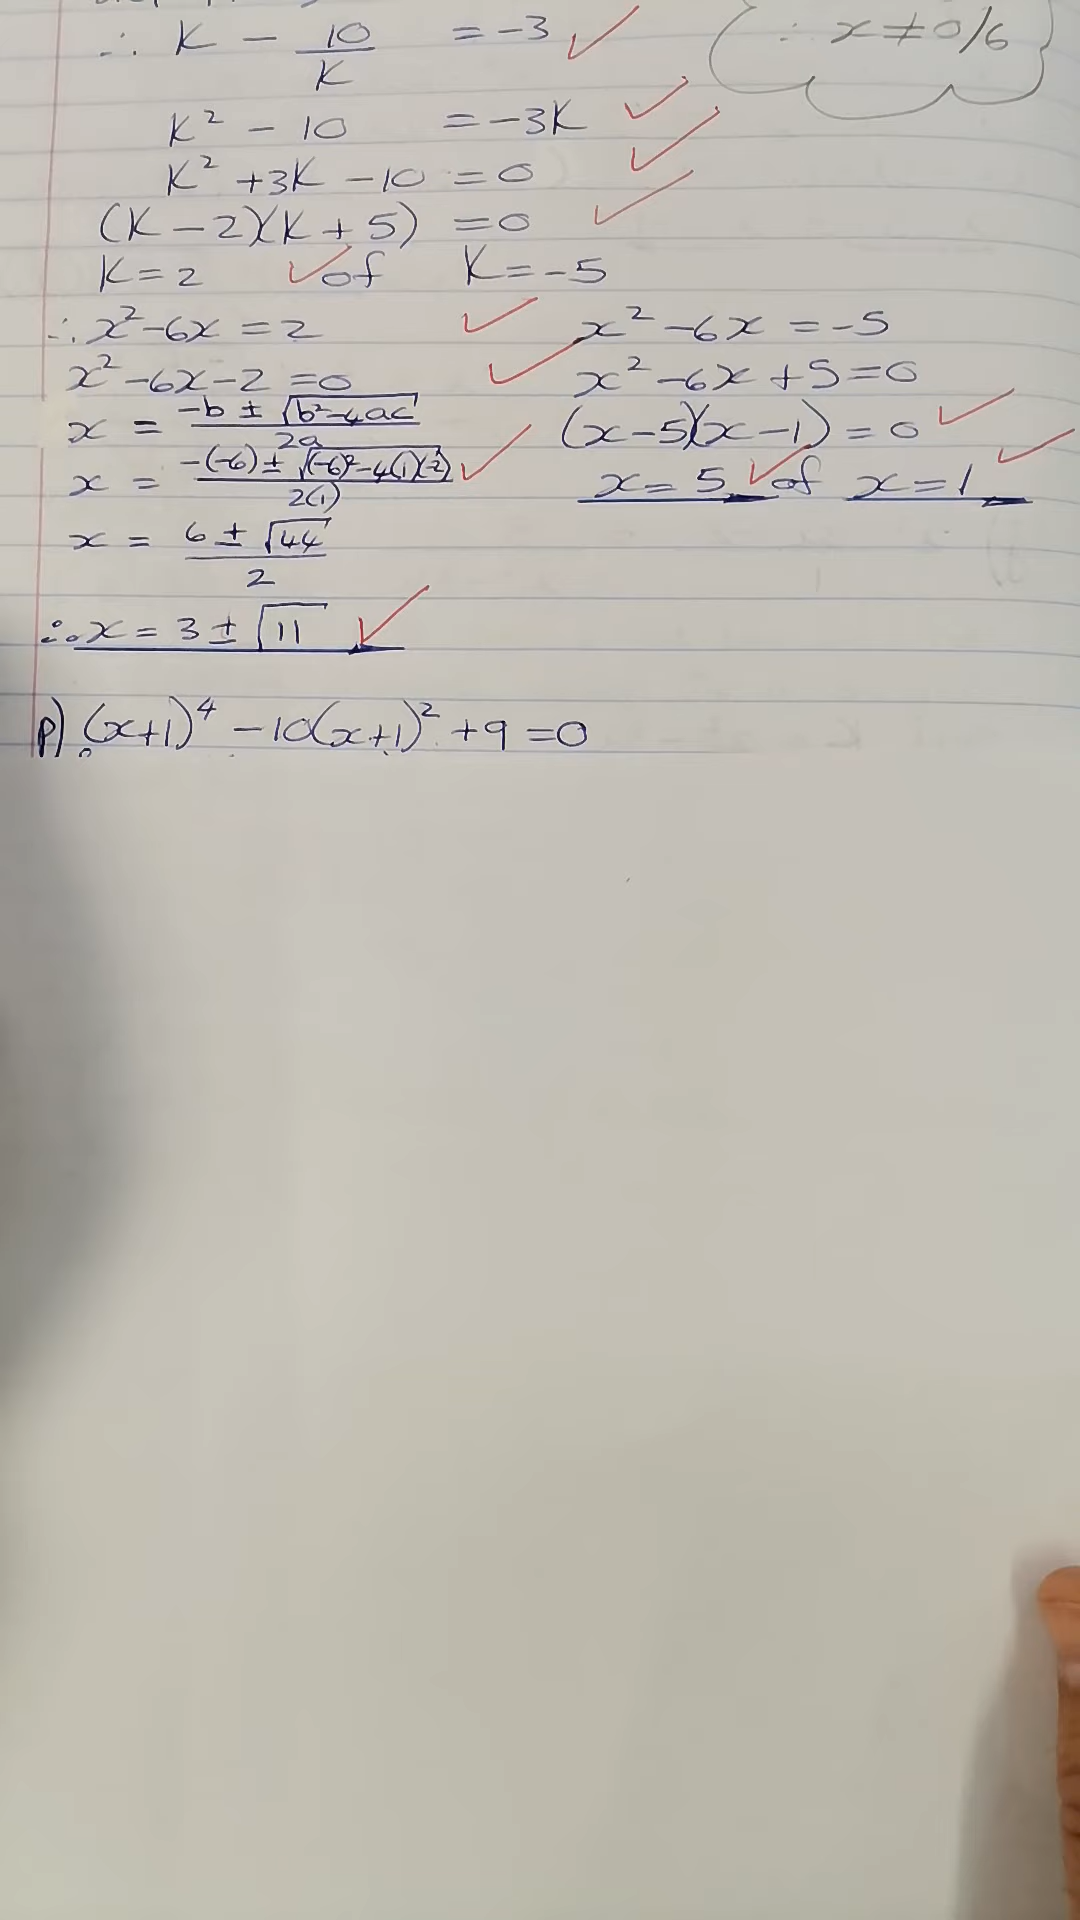 ∴ K - 10/K = -3
∴ x ≠ 0/6
K² - 10 = -3K
K² + 3K - 10 = 0
(K - 2)(K + 5) = 0
K = 2 of K = -5
∴ x² - 6x = 2
x² - 6x - 2 = 0
x = (-b ± √(b² - 4ac))/2a
x = (-(-6) ± √((-6)² - 4(1)(-2)))/2(1)
x = (6 ± √44)/2
∴ x = 3 ± √11
x² - 6x = -5
x² - 6x + 5 = 0
(x - 5)(x - 1) = 0
x = 5 of x = 1
p) (x+1)⁴ - 10(x+1)² + 9 = 0